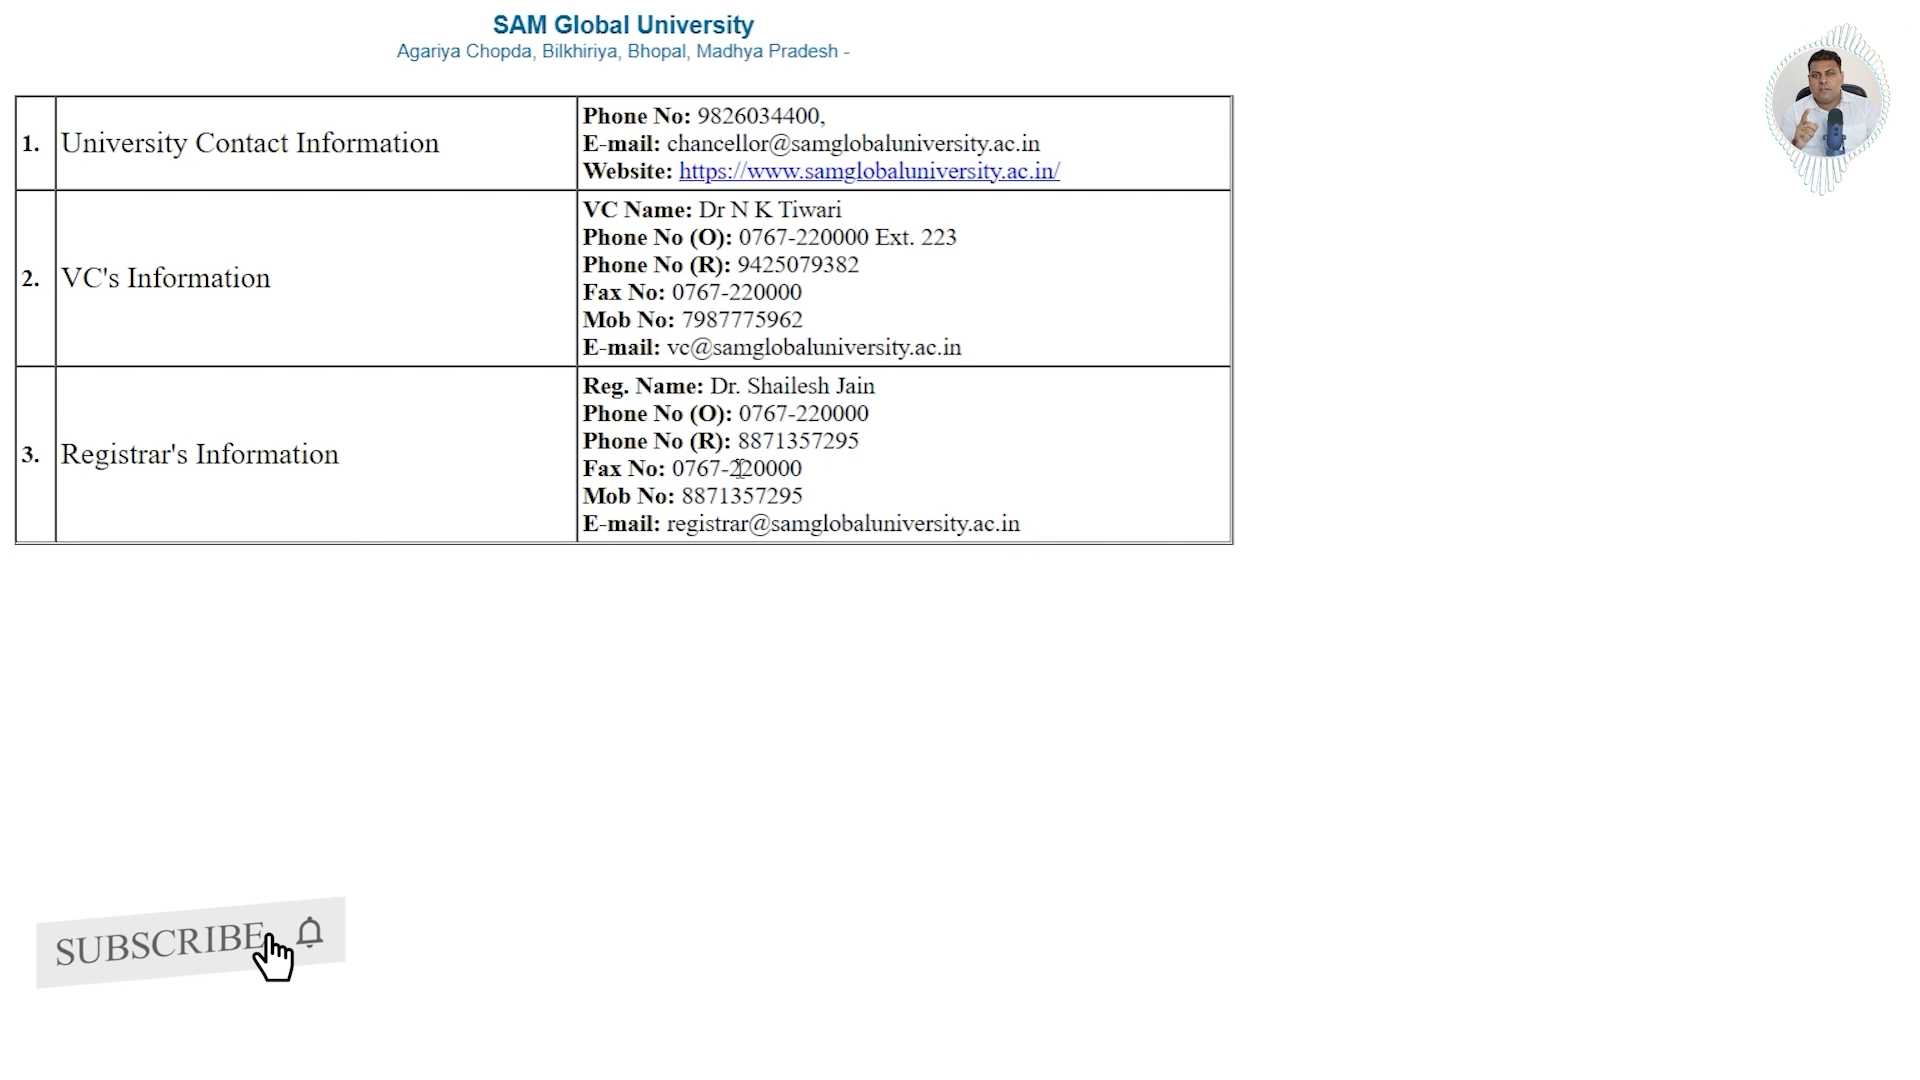 SAM Global University
Agariya Chopda, Bilkhiriya, Bhopal, Madhya Pradesh -
1. University Contact Information
Phone No: 9826034400,
E-mail: chancellor@samglobaluniversity.ac.in
Website: https://www.samglobaluniversity.ac.in/
2. VC's Information
VC Name: Dr N K Tiwari
Phone No (O): 0767-220000 Ext. 223
Phone No (R): 9425079382
Fax No: 0767-220000
Mob No: 7987775962
E-mail: vc@samglobaluniversity.ac.in
3. Registrar's Information
Reg. Name: Dr. Shailesh Jain
Phone No (O): 0767-220000
Phone No (R): 8871357295
Fax No: 0767-220000
Mob No: 8871357295
E-mail: registrar@samglobaluniversity.ac.in
SUBSCRIBE